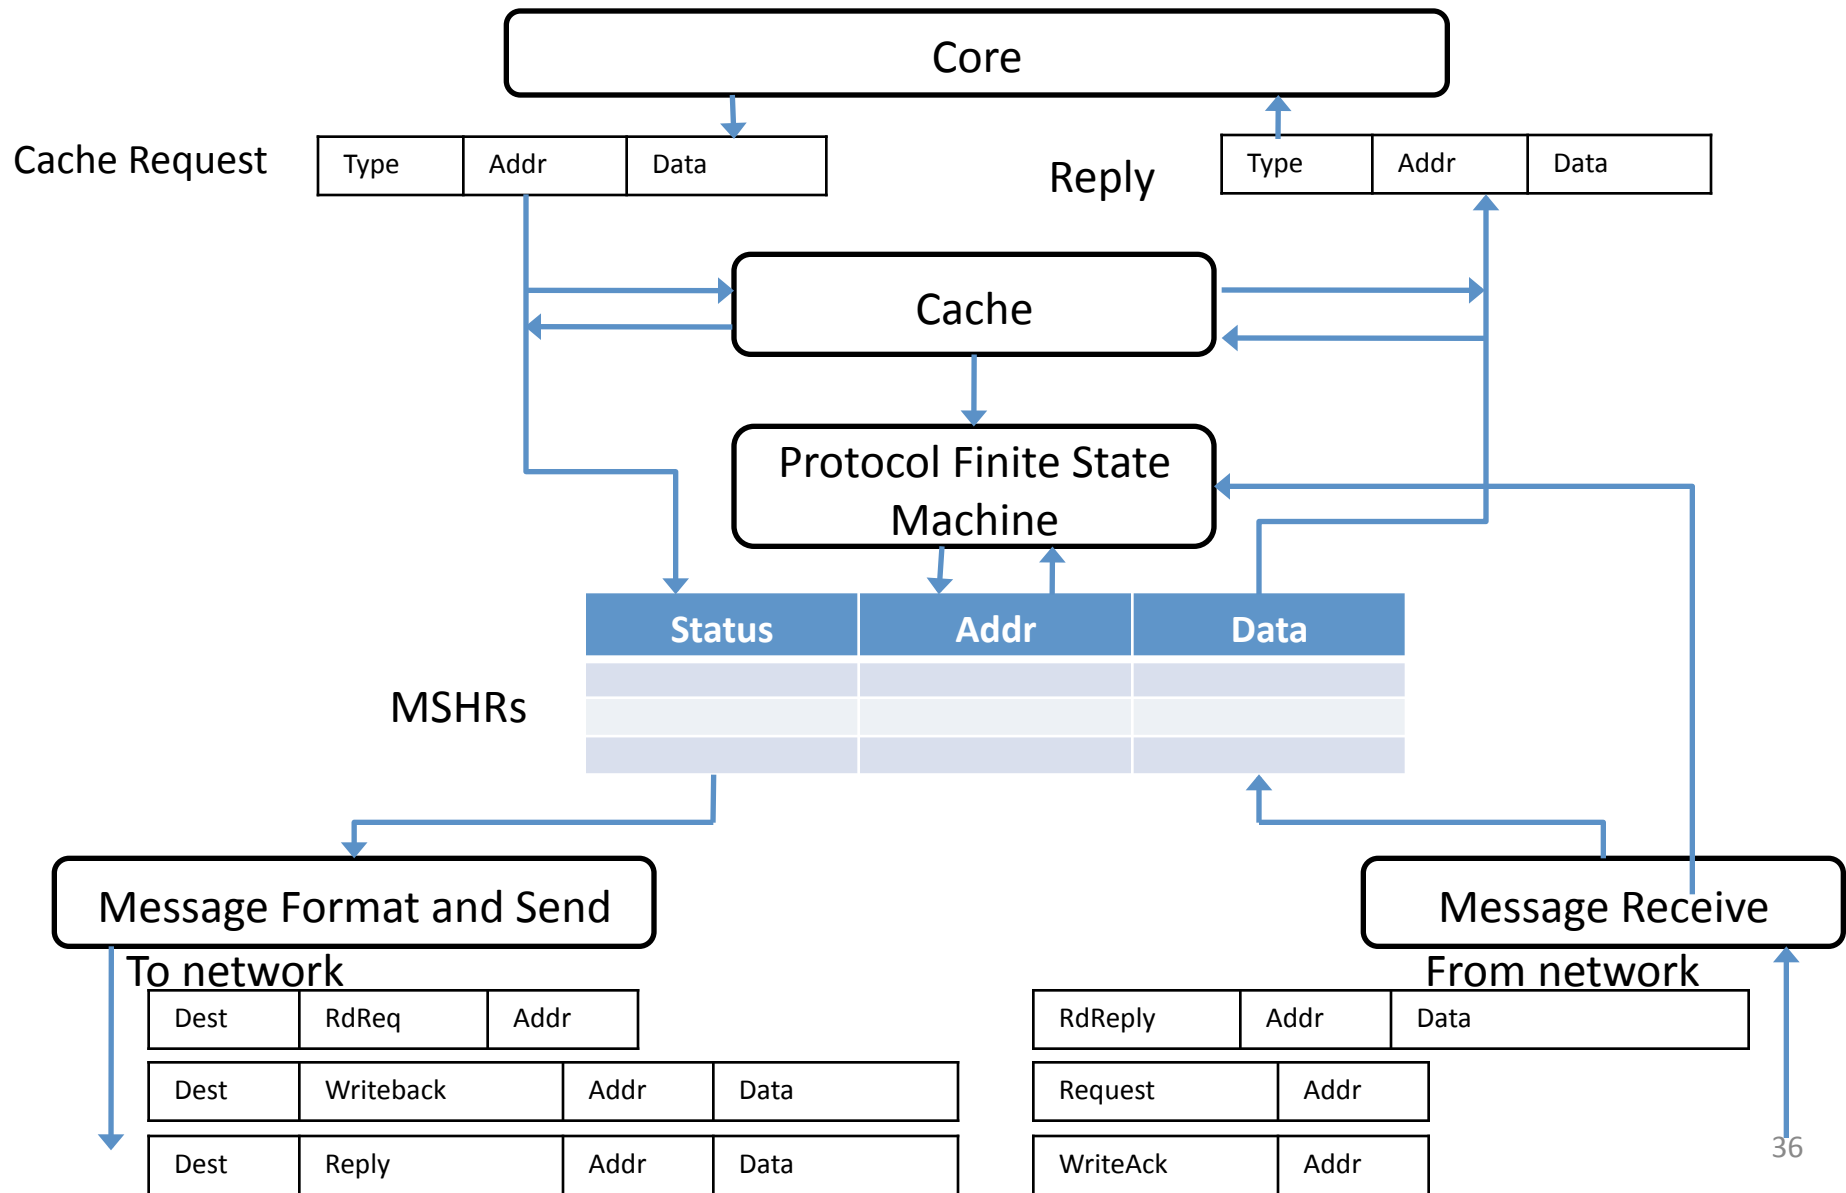 Core
Cache Request
Type Addr Data
Reply
Type Addr Data
Cache
Protocol Finite State
Machine
Status Addr Data
MSHRs
Message Format and Send
Message Receive
To network
From network
Dest RdReq Addr
RdReply Addr Data
Dest Writeback Addr Data
Request Addr
Dest Reply Addr Data
WriteAck Addr
36